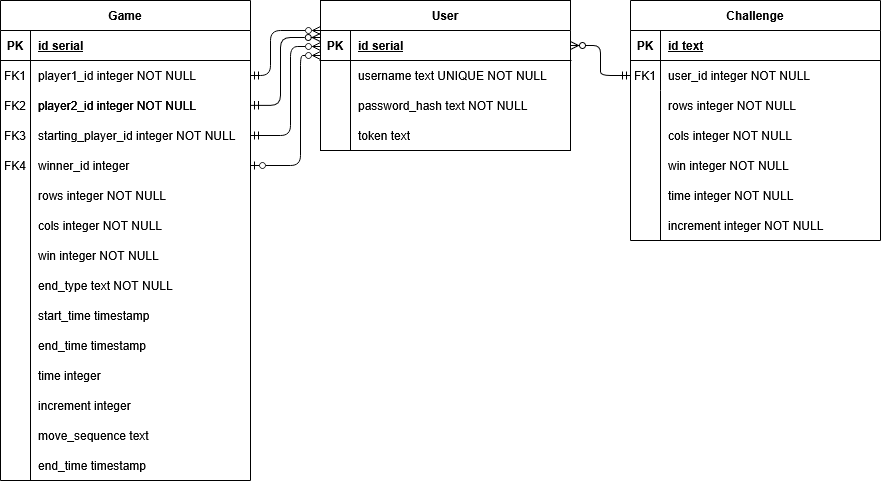 Game
PK id serial
FK1 player1_id integer NOT NULL
FK2 player2_id integer NOT NULL
FK3 starting_player_id integer NOT NULL
FK4 winner_id integer
rows integer NOT NULL
cols integer NOT NULL
win integer NOT NULL
end_type text NOT NULL
start_time timestamp
end_time timestamp
time integer
increment integer
move_sequence text
end_time timestamp
User
PK id serial
username text UNIQUE NOT NULL
password_hash text NOT NULL
token text
Challenge
PK id text
FK1 user_id integer NOT NULL
rows integer NOT NULL
cols integer NOT NULL
win integer NOT NULL
time integer NOT NULL
increment integer NOT NULL